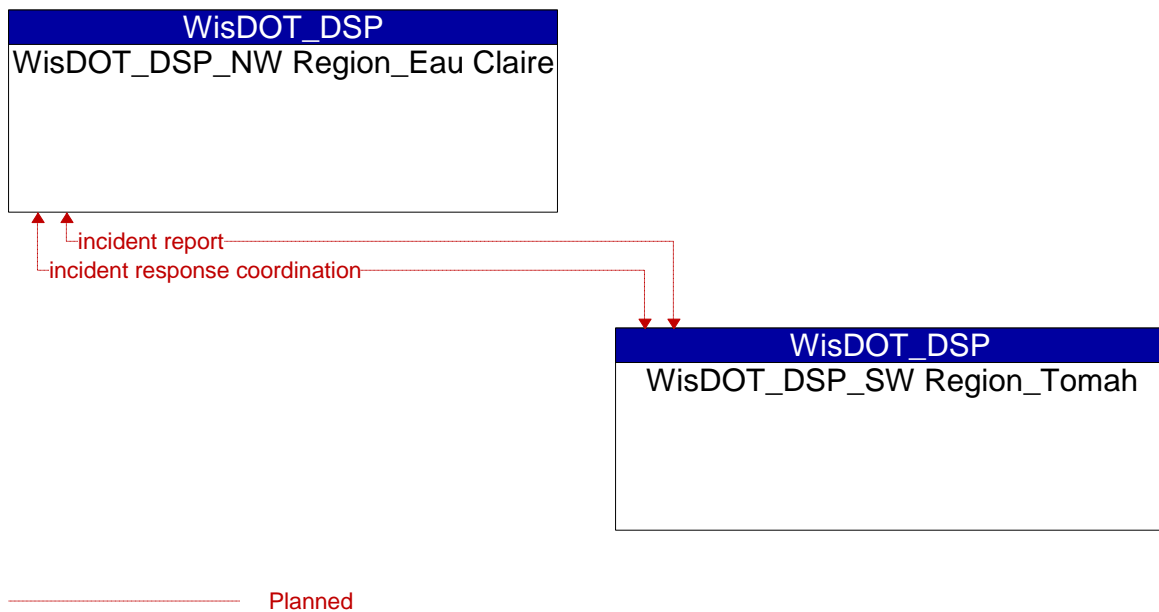 WisDOT_DSP
WisDOT_DSP_NW Region_Eau Claire
incident report
incident response coordination
WisDOT_DSP
WisDOT_DSP_SW Region_Tomah
Planned